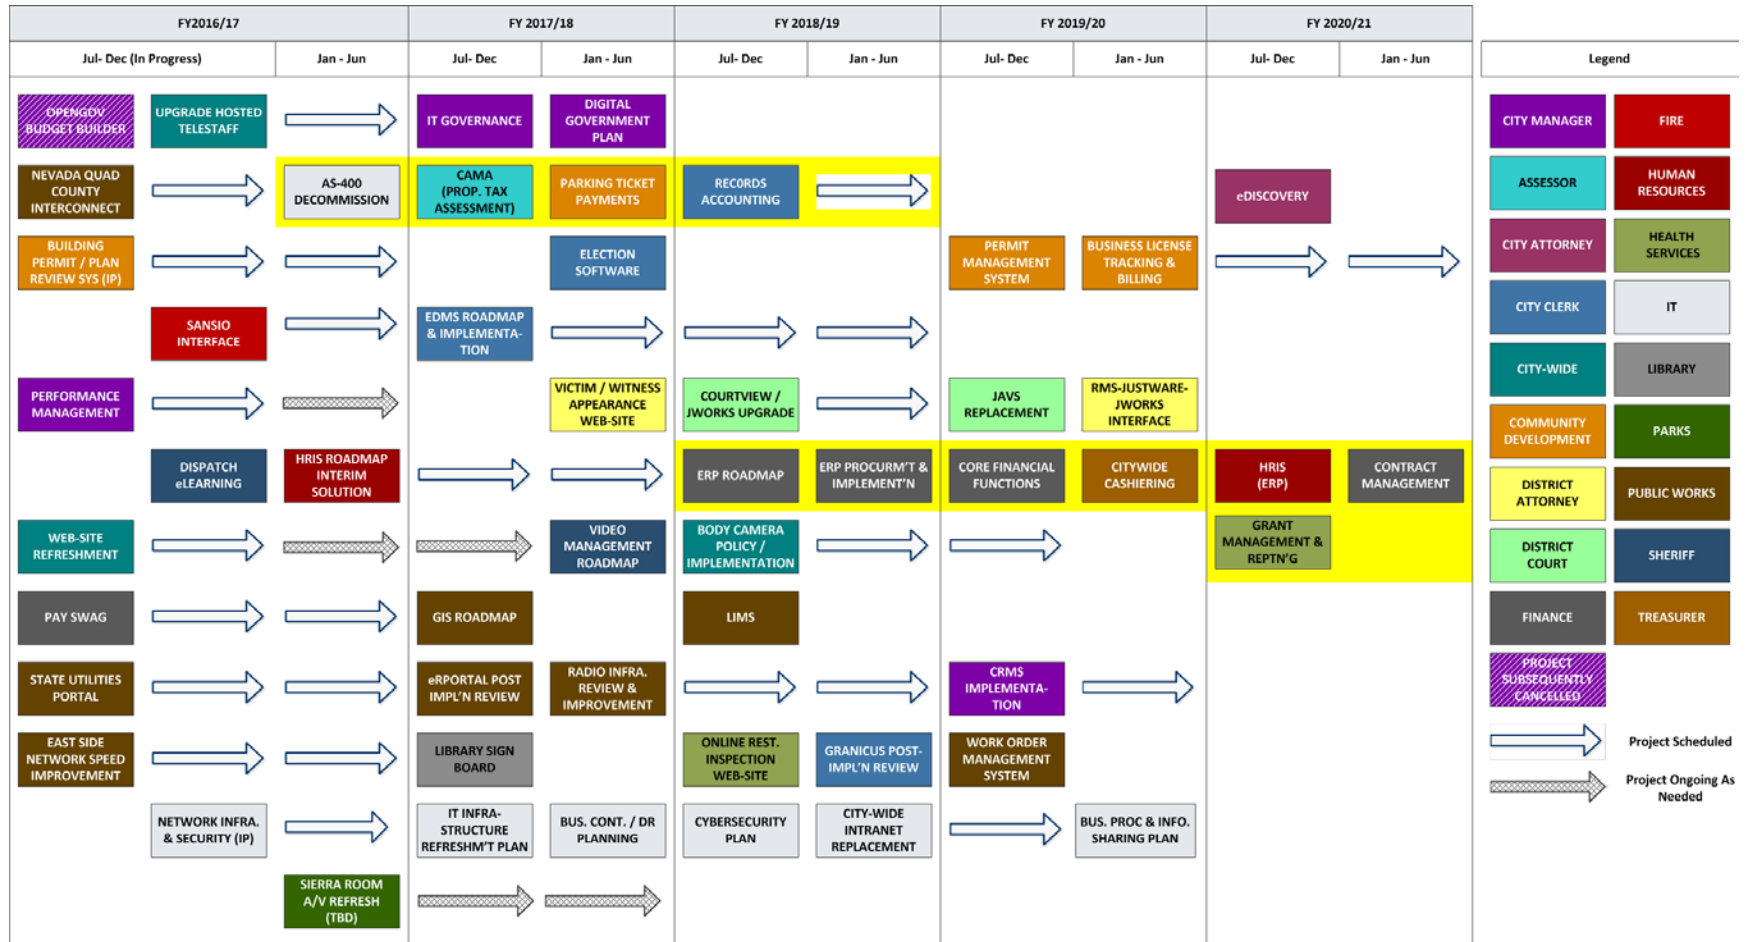 FY2016/17
FY 2017/18
FY 2018/19
FY 2019/20
FY 2020/21
Jul- Dec (In Progress)
Jan - Jun
Jul- Dec
Jan - Jun
Jul- Dec
Jan - Jun
Jul- Dec
Jan - Jun
Jul- Dec
Jan - Jun
Legend
OPENGOV
BUDGET BUILDER
UPGRADE HOSTED
TELESTAFF
IT GOVERNANCE
DIGITAL
GOVERNMENT
PLAN
CITY MANAGER
FIRE
NEVADA QUAD
COUNTY
INTERCONNECT
AS-400
DECOMMISSION
CAMA
(PROP. TAX
ASSESSMENT)
PARKING TICKET
PAYMENTS
REC0RDS
ACCOUNTING
eDISCOVERY
ASSESSOR
HUMAN
RESOURCES
BUILDING
PERMIT / PLAN
REVIEW SYS (IP)
ELECTION
SOFTWARE
PERMIT
MANAGEMENT
SYSTEM
BUSINESS LICENSE
TRACKING &
BILLING
CITY ATTORNEY
HEALTH
SERVICES
SANSIO
INTERFACE
EDMS ROADMAP
& IMPLEMENTA-
TION
CITY CLERK
IT
PERFORMANCE
MANAGEMENT
VICTIM / WITNESS
APPEARANCE
WEB-SITE
COURTVIEW /
JWORKS UPGRADE
JAVS
REPLACEMENT
RMS-JUSTWARE-
JWORKS
INTERFACE
CITY-WIDE
LIBRARY
DISPATCH
eLEARNING
HRIS ROADMAP
INTERIM
SOLUTION
ERP ROADMAP
ERP PROCURM'T &
IMPLEMENT'N
CORE FINANCIAL
FUNCTIONS
CITYWIDE
CASHIERING
HRIS
(ERP)
CONTRACT
MANAGEMENT
COMMUNITY
DEVELOPMENT
PARKS
WEB-SITE
REFRESHMENT
VIDEO
MANAGEMENT
ROADMAP
BODY CAMERA
POLICY /
IMPLEMENTATION
GRANT
MANAGEMENT &
REPTN'G
DISTRICT
ATTORNEY
PUBLIC WORKS
DISTRICT
COURT
SHERIFF
PAY SWAG
GIS ROADMAP
LIMS
FINANCE
TREASURER
STATE UTILITIES
PORTAL
eRPORTAL POST
IMPL'N REVIEW
RADIO INFRA.
REVIEW &
IMPROVEMENT
CRMS
IMPLEMENTA-
TION
PROJECT
SUBSEQUENTLY
CANCELLED
EAST SIDE
NETWORK SPEED
IMPROVEMENT
LIBRARY SIGN
BOARD
ONLINE REST.
INSPECTION
WEB-SITE
GRANICUS POST-
IMPL'N REVIEW
WORK ORDER
MANAGEMENT
SYSTEM
Project Scheduled
Project Ongoing As
Needed
NETWORK INFRA.
& SECURITY (IP)
IT INFRA-
STRUCTURE
REFRESHM'T PLAN
BUS. CONT. / DR
PLANNING
CYBERSECURITY
PLAN
CITY-WIDE
INTRANET
REPLACEMENT
BUS. PROC & INFO.
SHARING PLAN
SIERRA ROOM
A/V REFRESH
(TBD)